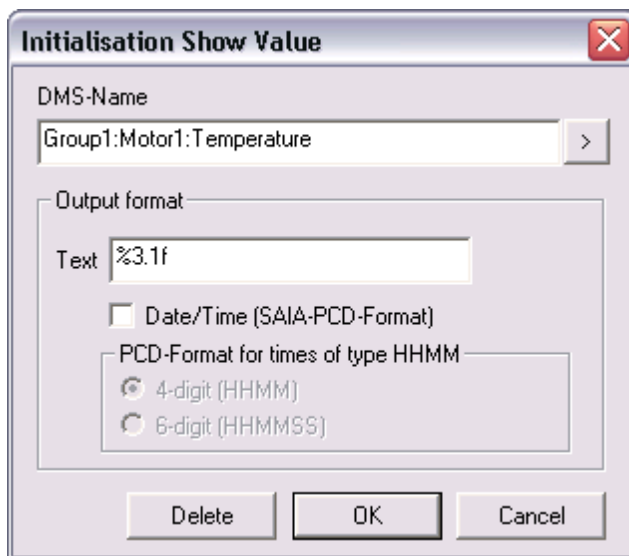 Initialisation Show Value
DMS-Name
Group1:Motor1:Temperature
>
Output format
Text %3.1f
Date/Time (SAIA-PCD-Format)
PCD-Format for times of type HHMM
4-digit (HHMM)
6-digit (HHMMSS)
Delete OK Cancel